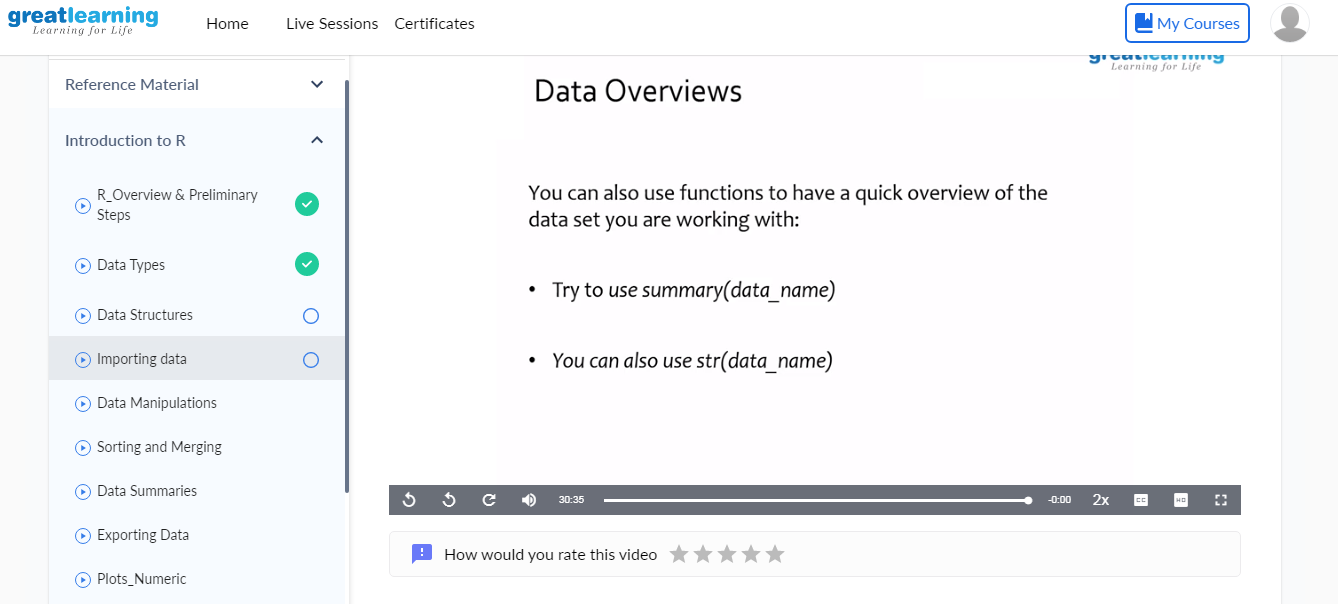 greatlearning
Learning for Life
Home
Live Sessions
Certificates
My Courses
Reference Material
Introduction to R
R_Overview & Preliminary
Steps
Data Types
Data Structures
Importing data
Data Manipulations
Sorting and Merging
Data Summaries
Exporting Data
Plots_Numeric
greatlearning
Learning for Life
Data Overviews
You can also use functions to have a quick overview of the
data set you are working with:
• Try to use summary(data_name)
• You can also use str(data_name)
30:35
-0:00
2x
CC
HD
How would you rate this video